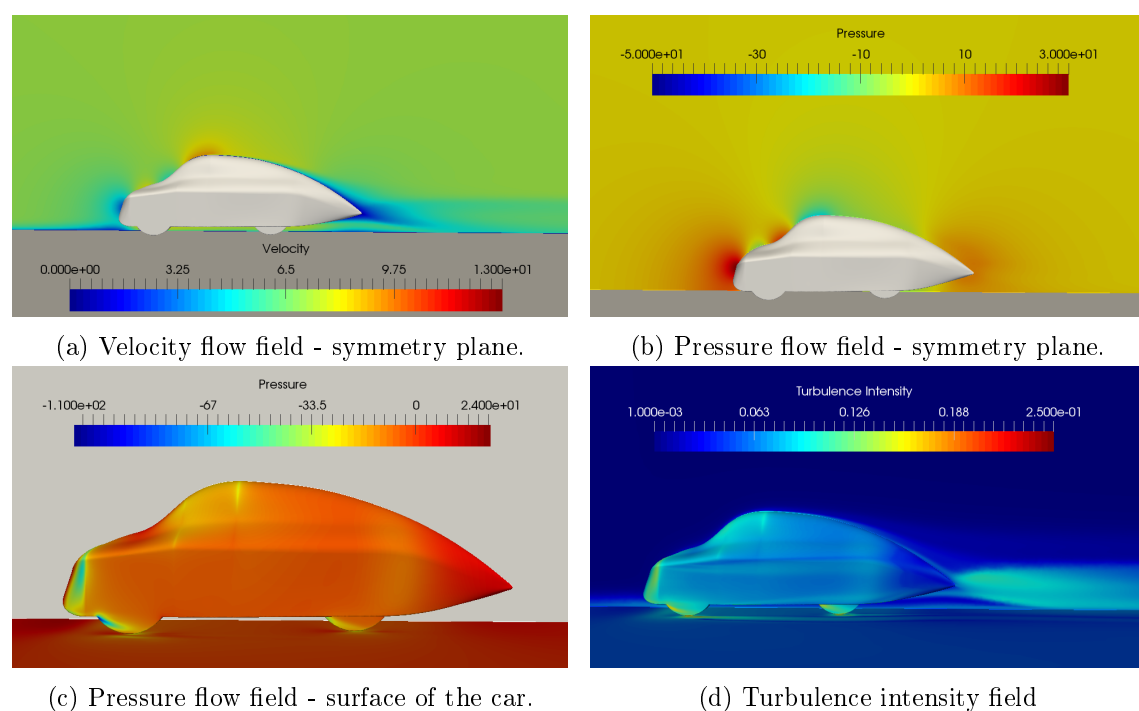 Pressure
-5.000e+01 -30 -10 10 3.000e+01
Velocity
0.000e+00 3.25 6.5 9.75 1.300e+01
(a) Velocity flow field - symmetry plane.
(b) Pressure flow field - symmetry plane.
Pressure
-1.100e+02 -67 -33.5 0 2.400e+01
Turbulence Intensity
1.000e-03 0.063 0.126 0.188 2.500e-01
(c) Pressure flow field - surface of the car.
(d) Turbulence intensity field